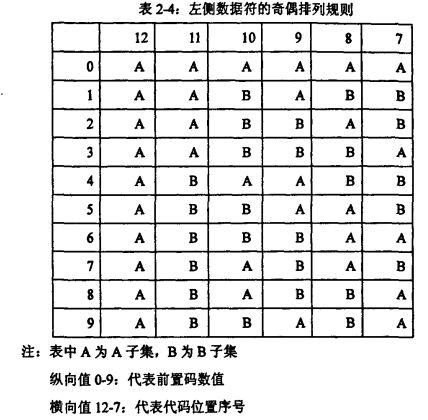 表 2-4：左侧数据符的奇偶排列规则
12 11 10 9 8 7
0 A A A A A A
1 A A B A B B
2 A A B B A B
3 A A B B B A
4 A B A A B B
5 A B B A A B
6 A B B B A A
7 A B A B A B
8 A B A B B A
9 A B B A B A
注：表中 A 为 A 子集，B 为 B 子集
纵向值 0-9：代表前置码数值
横向值 12-7：代表代码位置序号